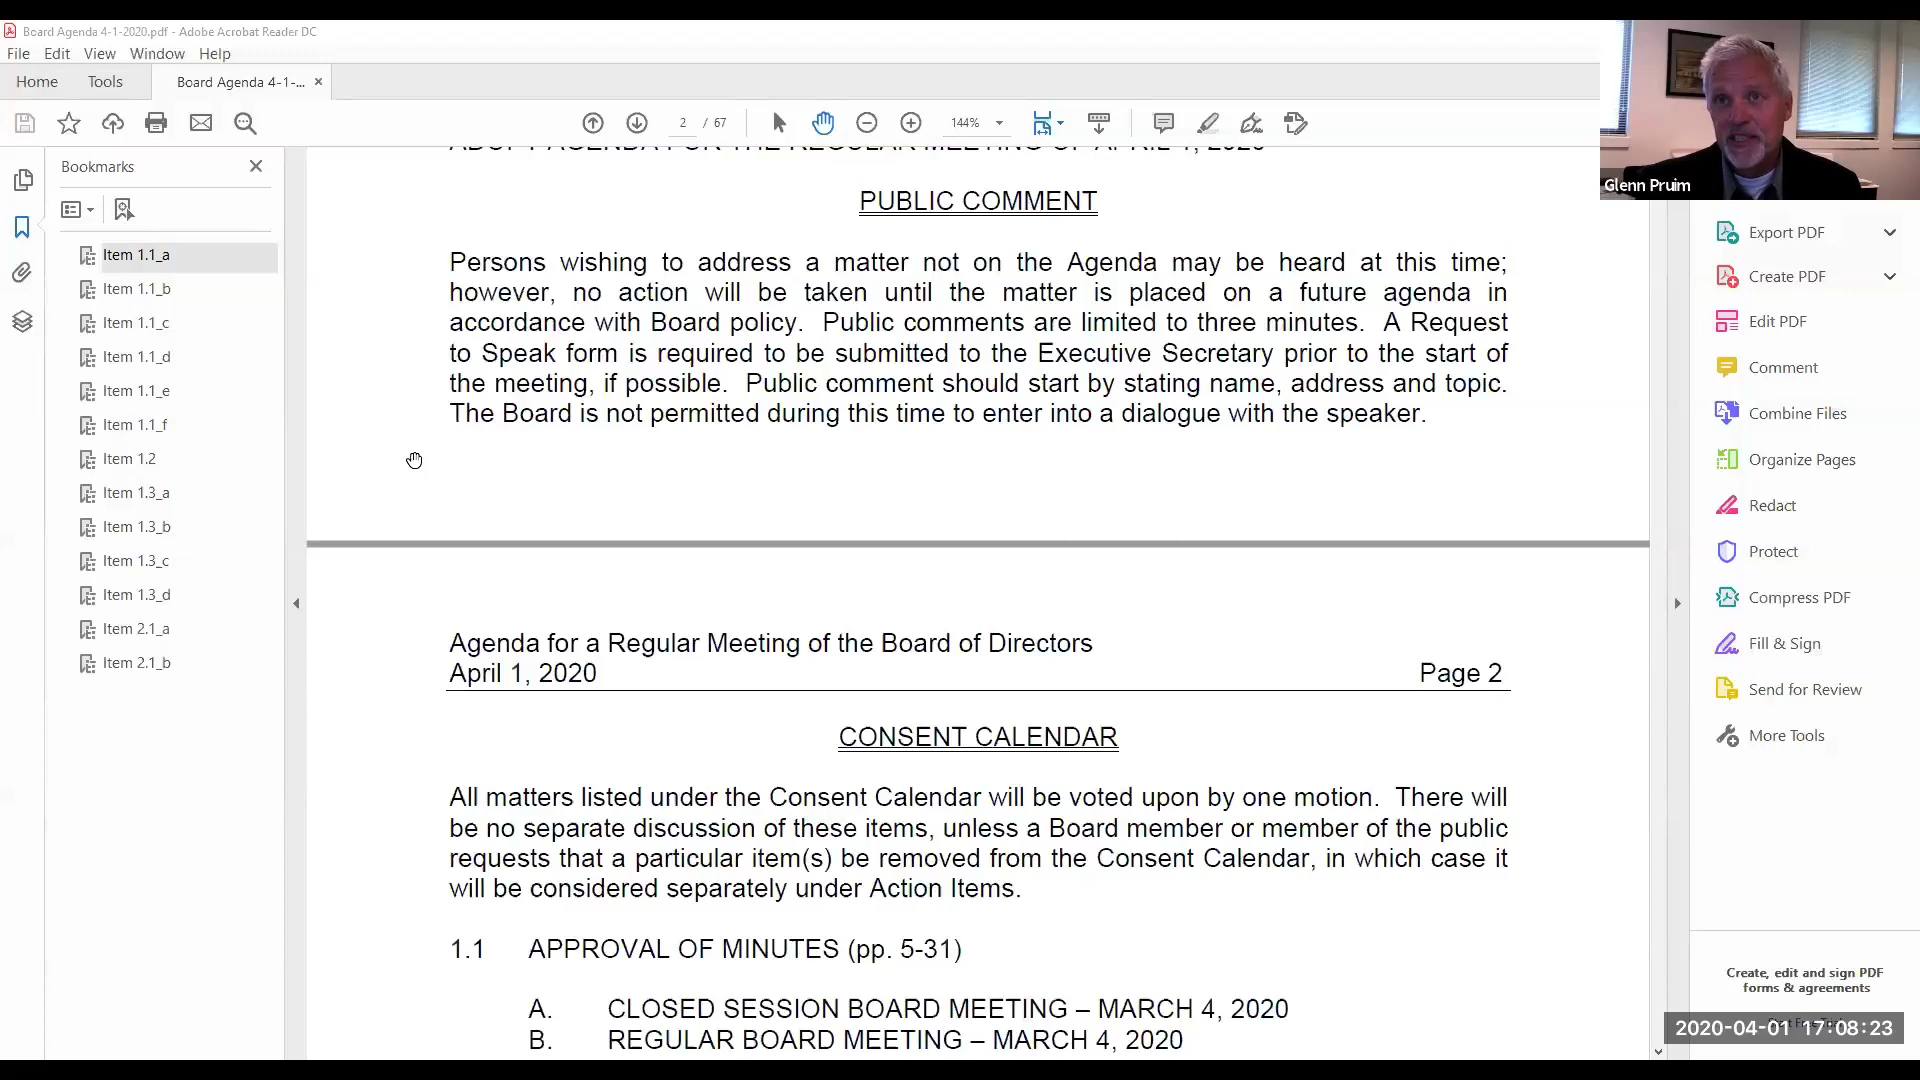 Board Agenda 4-1-2020.pdf - Adobe Acrobat Reader DC
File Edit View Window Help
Home Tools Board Agenda 4-1-... ×
2 / 67 144%
Glenn Pruim
Bookmarks
Item 1.1_a
Item 1.1_b
Item 1.1_c
Item 1.1_d
Item 1.1_e
Item 1.1_f
Item 1.2
Item 1.3_a
Item 1.3_b
Item 1.3_c
Item 1.3_d
Item 2.1_a
Item 2.1_b
ADOPT AGENDA FOR THE REGULAR MEETING OF APRIL 1, 2020
PUBLIC COMMENT
Persons wishing to address a matter not on the Agenda may be heard at this time;
however, no action will be taken until the matter is placed on a future agenda in
accordance with Board policy. Public comments are limited to three minutes. A Request
to Speak form is required to be submitted to the Executive Secretary prior to the start of
the meeting, if possible. Public comment should start by stating name, address and topic.
The Board is not permitted during this time to enter into a dialogue with the speaker.
Agenda for a Regular Meeting of the Board of Directors
April 1, 2020 Page 2
CONSENT CALENDAR
All matters listed under the Consent Calendar will be voted upon by one motion. There will
be no separate discussion of these items, unless a Board member or member of the public
requests that a particular item(s) be removed from the Consent Calendar, in which case it
will be considered separately under Action Items.
1.1 APPROVAL OF MINUTES (pp. 5-31)
A. CLOSED SESSION BOARD MEETING – MARCH 4, 2020
B. REGULAR BOARD MEETING – MARCH 4, 2020
Export PDF
Create PDF
Edit PDF
Comment
Combine Files
Organize Pages
Redact
Protect
Compress PDF
Fill & Sign
Send for Review
More Tools
Create, edit and sign PDF
forms & agreements
2020-04-01 17:08:23